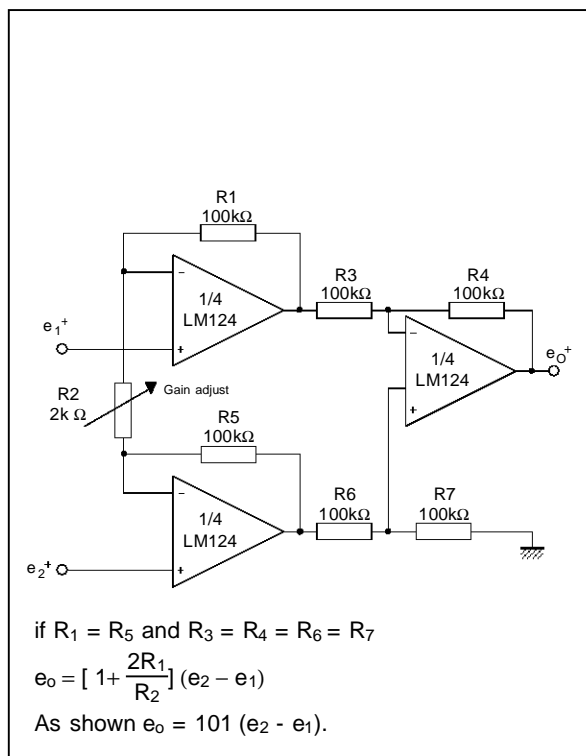 R1
100kΩ
R3
100kΩ
R4
100kΩ
−
1/4
LM124
+
e₁⁺
−
1/4
LM124
+
e₀⁺
R2
2k Ω
Gain adjust
R5
100kΩ
−
1/4
LM124
+
R6
100kΩ
R7
100kΩ
e₂⁺
if R₁ = R₅ and R₃ = R₄ = R₆ = R₇
eₒ = [ 1+ 2R₁/R₂ ] (e₂ − e₁)
As shown eₒ = 101 (e₂ - e₁).